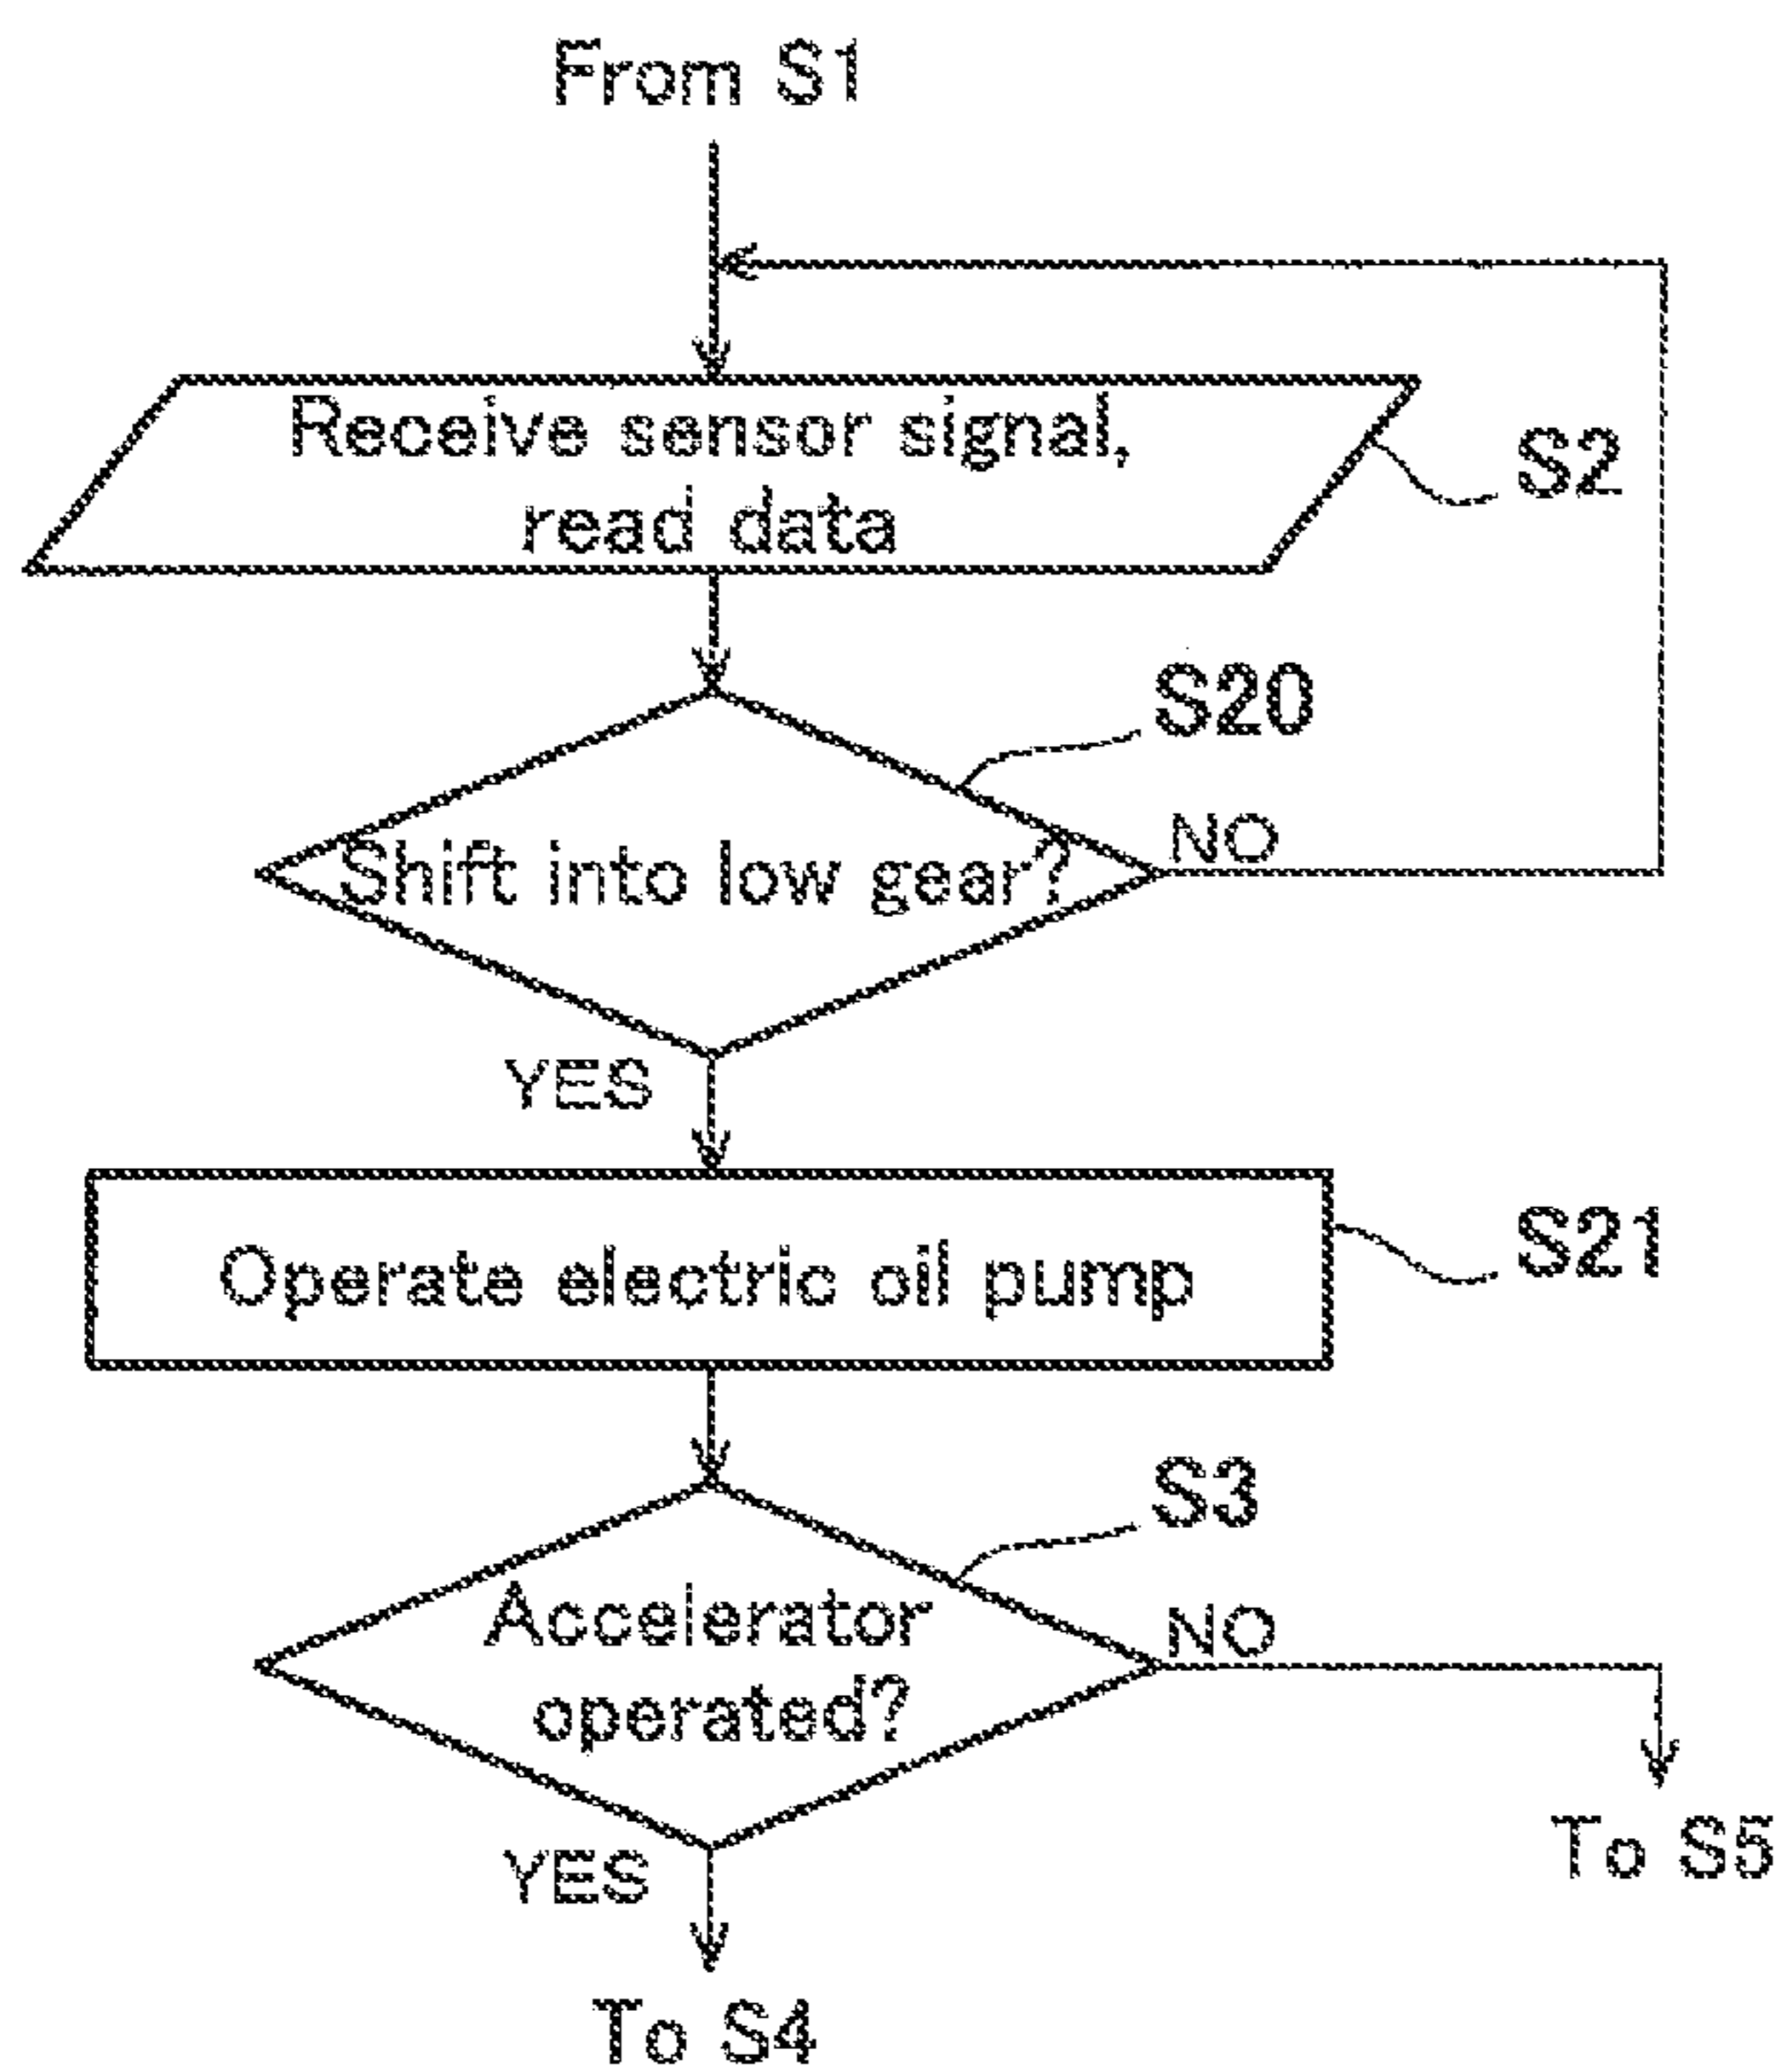 From S1
Receive sensor signal,
read data
S2
S20
Shift into low gear?
NO
YES
Operate electric oil pump
S21
S3
Accelerator
operated?
NO
YES
To S5
To S4